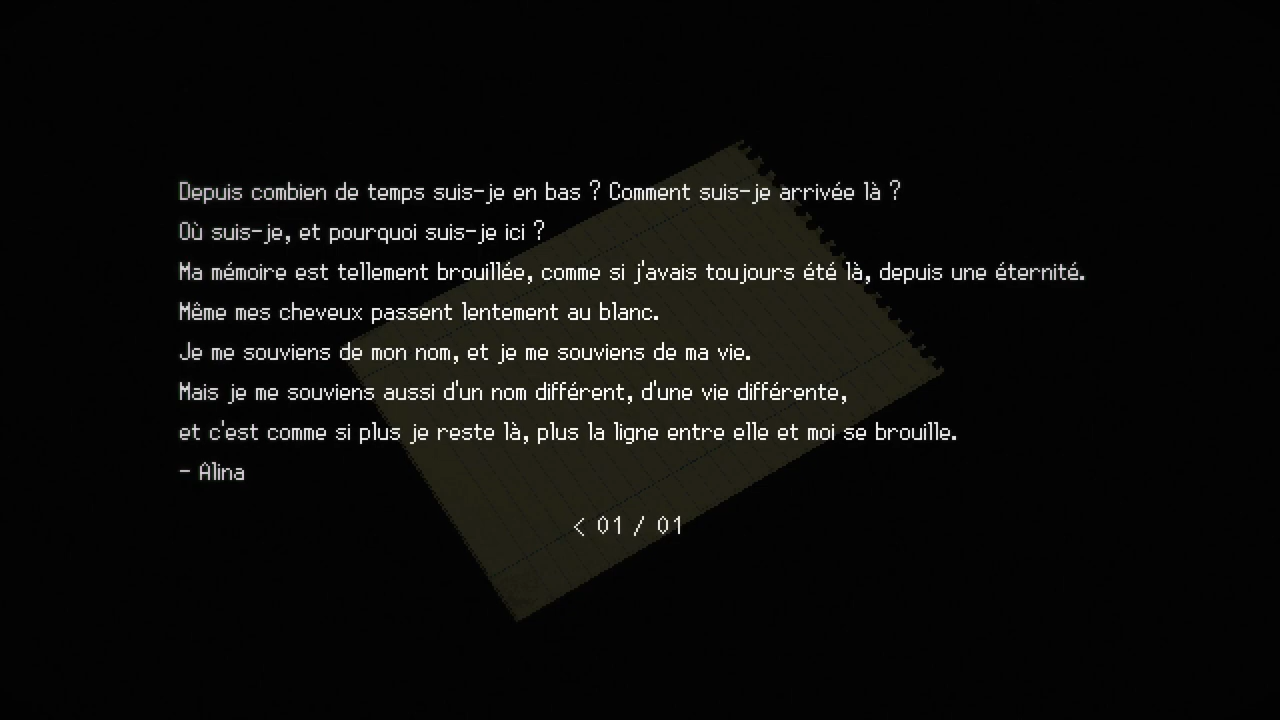 Depuis combien de temps suis-je en bas ? Comment suis-je arrivée là ?
Où suis-je, et pourquoi suis-je ici ?
Ma mémoire est tellement brouillée, comme si j'avais toujours été là, depuis une éternité.
Même mes cheveux passent lentement au blanc.
Je me souviens de mon nom, et je me souviens de ma vie.
Mais je me souviens aussi d'un nom différent, d'une vie différente,
et c'est comme si plus je reste là, plus la ligne entre elle et moi se brouille.
- Alina
< 01 / 01